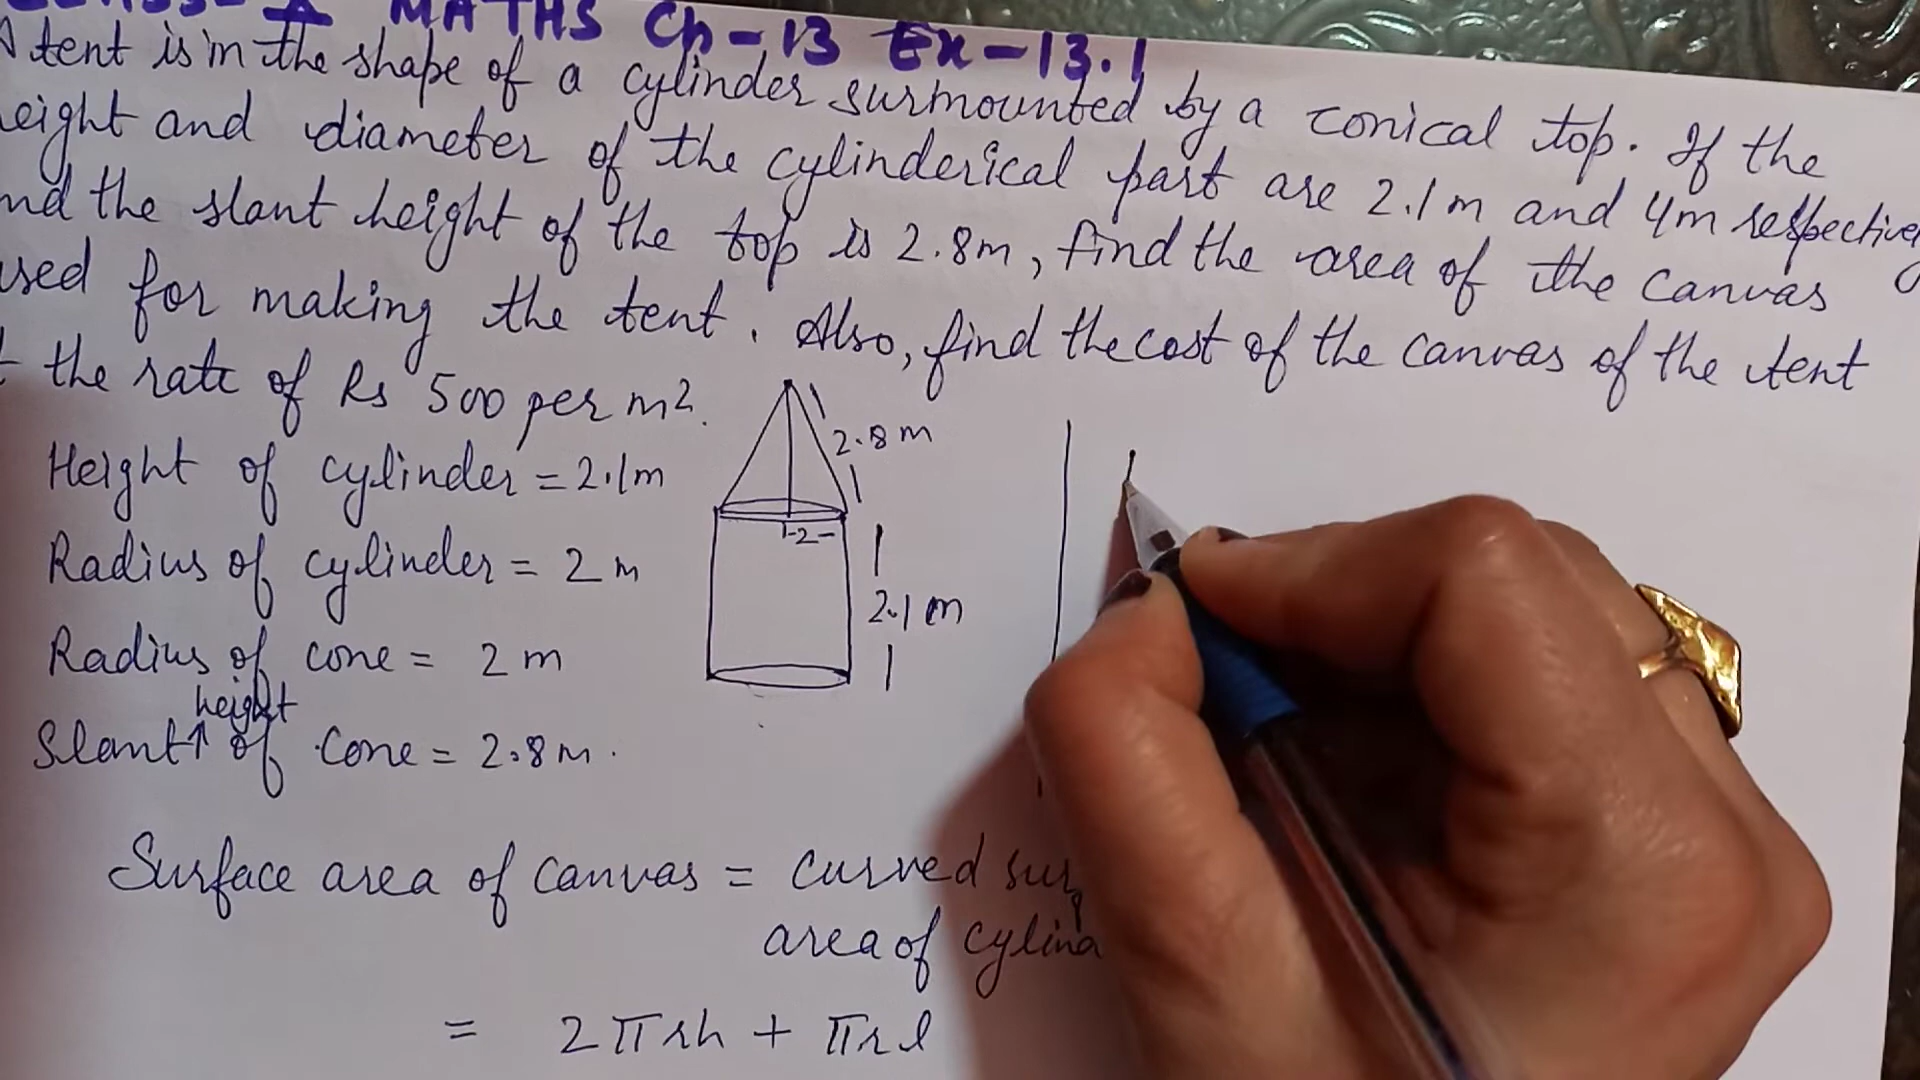 MATHS Ch-13 Ex-13.1
tent is in the shape of a cylinder surmounted by a conical top. If the
eight and diameter of the cylinderical part are 2.1m and 4m respective
nd the slant height of the top is 2.8m, find the area of the canvas
used for making the tent. Also, find the cost of the canvas of the tent
t the rate of Rs 500 per m².
2.8 m
Height of cylinder = 2.1m
2
Radius of cylinder = 2 m
2.1 m
Radius of cone = 2 m
height
Slant↑ of cone = 2.8 m.
Surface area of canvas = curved sur
area of cylin
= 2πrh + πrl